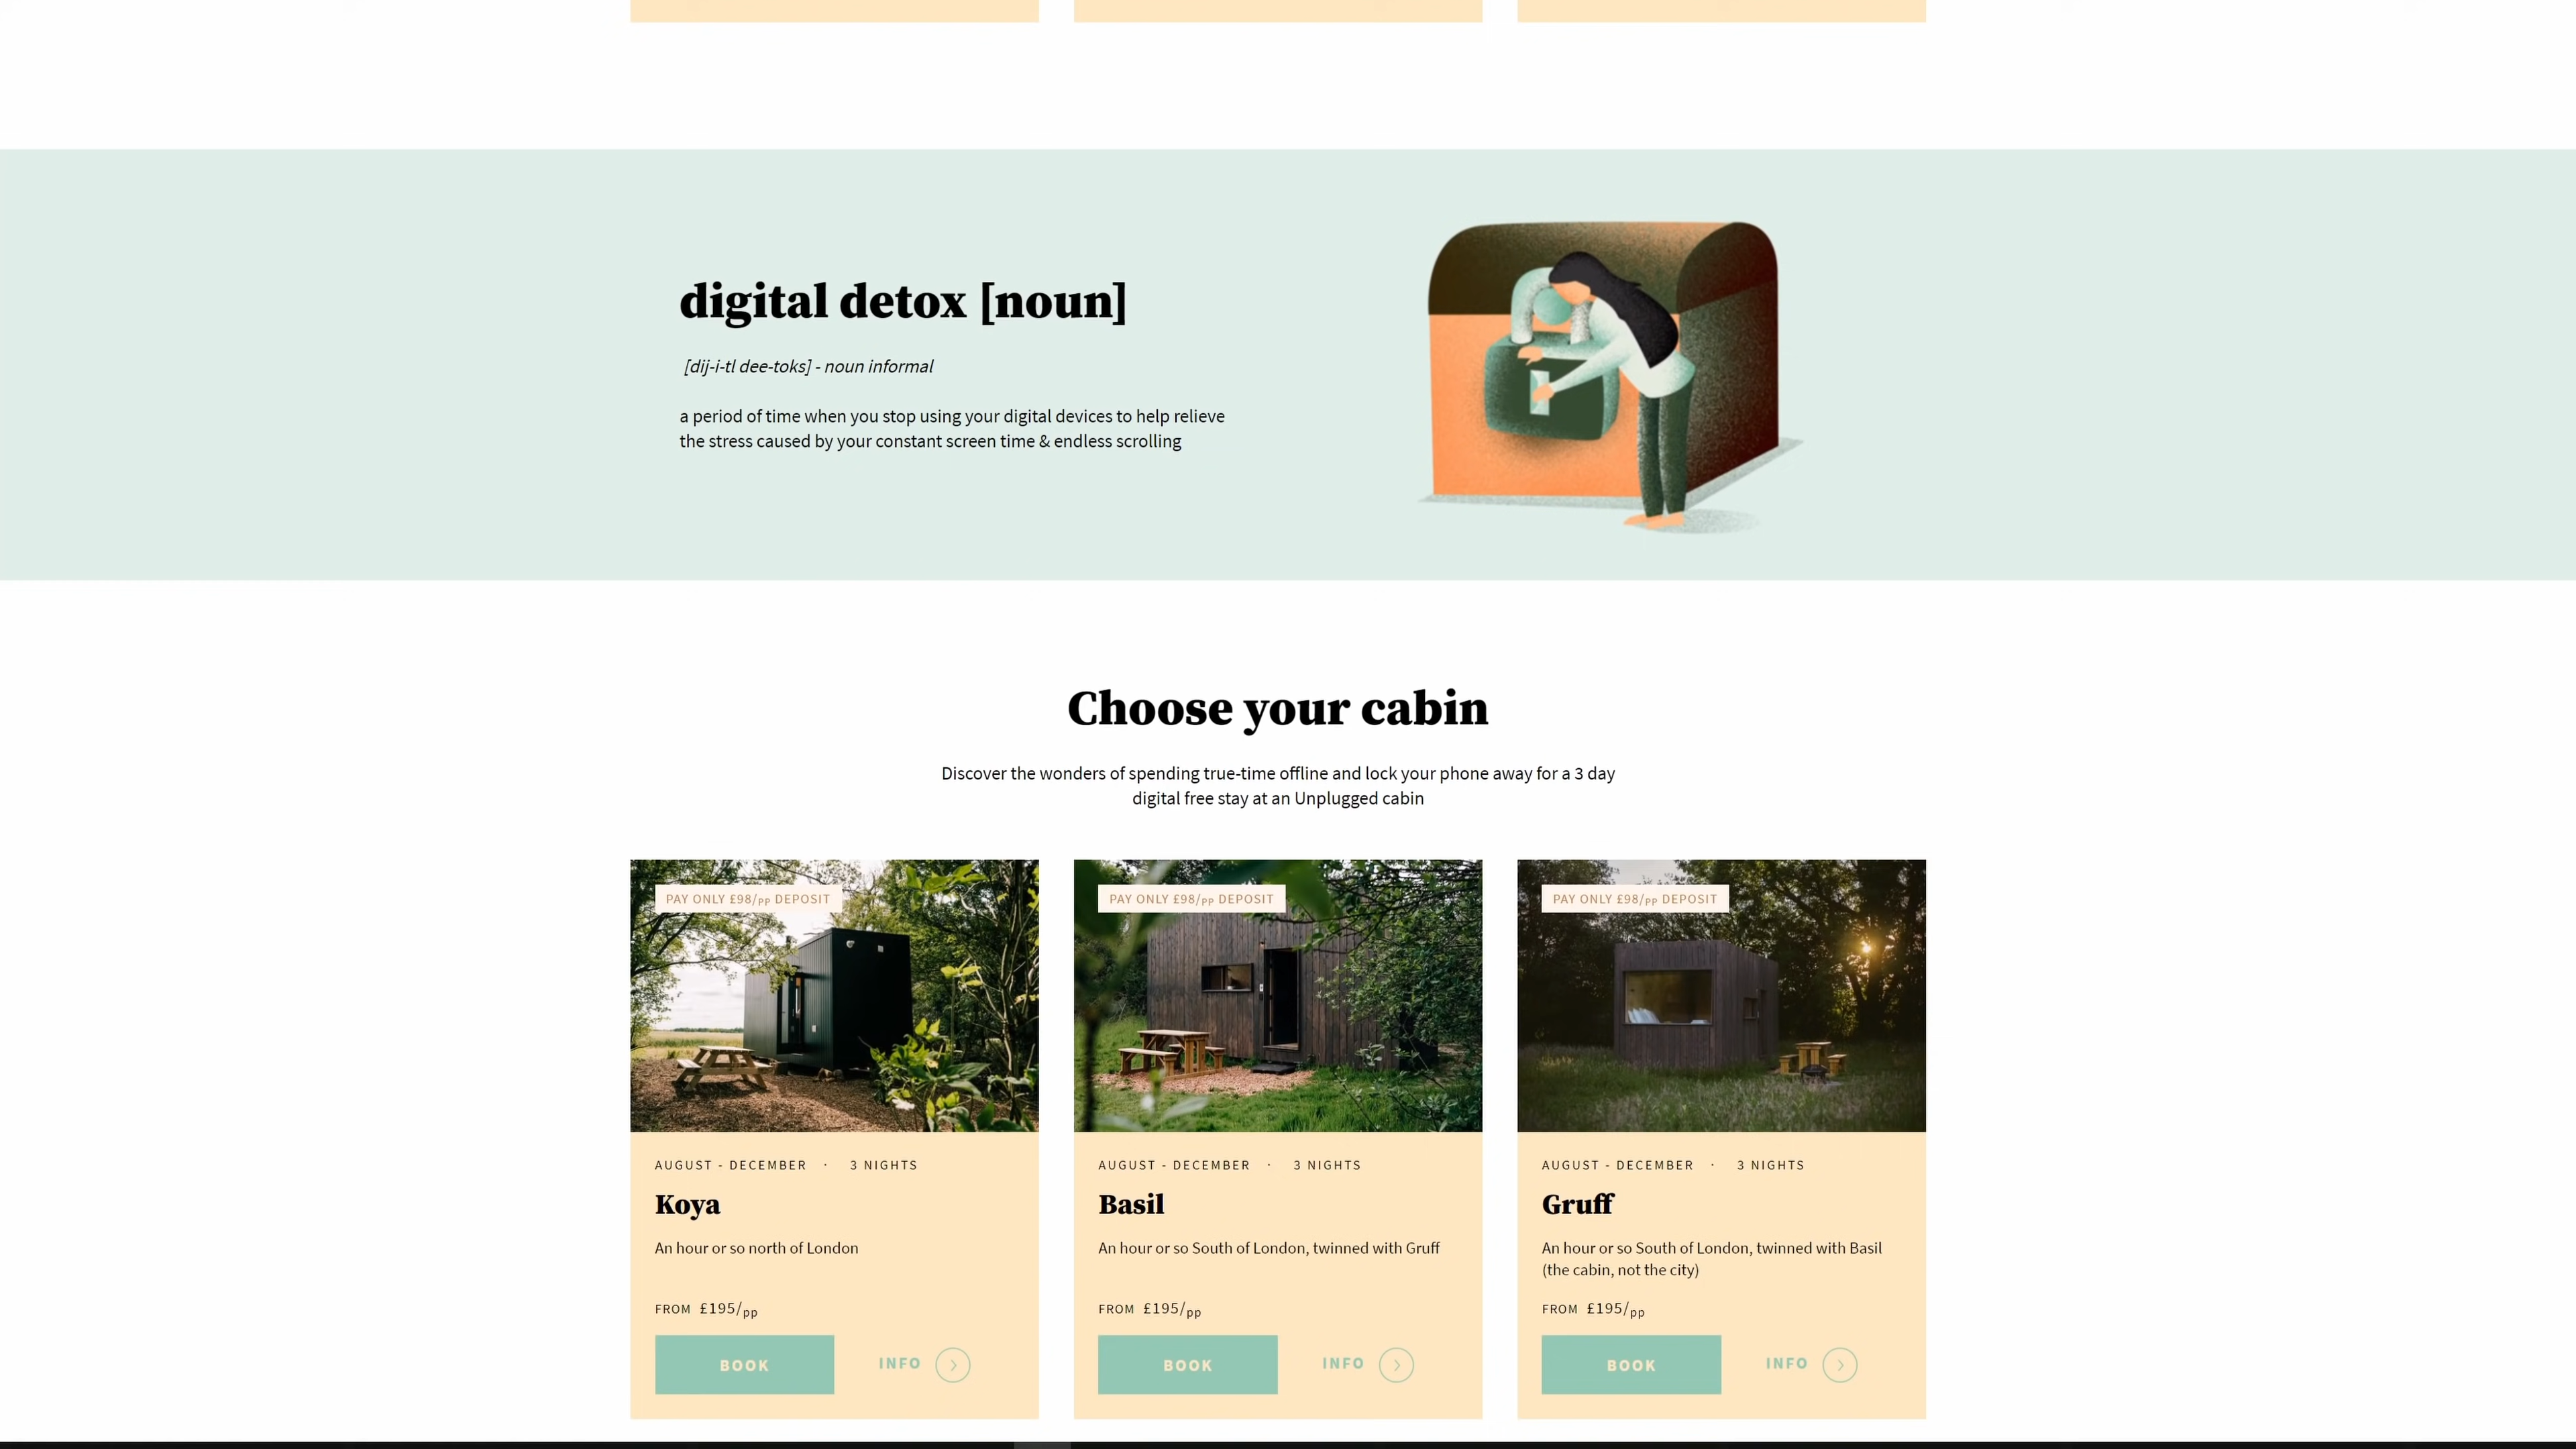 digital detox [noun]
[dij-i-tl dee-toks] - noun informal
a period of time when you stop using your digital devices to help relieve
the stress caused by your constant screen time & endless scrolling
Choose your cabin
Discover the wonders of spending true-time offline and lock your phone away for a 3 day
digital free stay at an Unplugged cabin
PAY ONLY £98/PP DEPOSIT
AUGUST - DECEMBER · 3 NIGHTS
Koya
An hour or so north of London
FROM £195/pp
BOOK INFO
PAY ONLY £98/PP DEPOSIT
AUGUST - DECEMBER · 3 NIGHTS
Basil
An hour or so South of London, twinned with Gruff
FROM £195/pp
BOOK INFO
PAY ONLY £98/PP DEPOSIT
AUGUST - DECEMBER · 3 NIGHTS
Gruff
An hour or so South of London, twinned with Basil
(the cabin, not the city)
FROM £195/pp
BOOK INFO